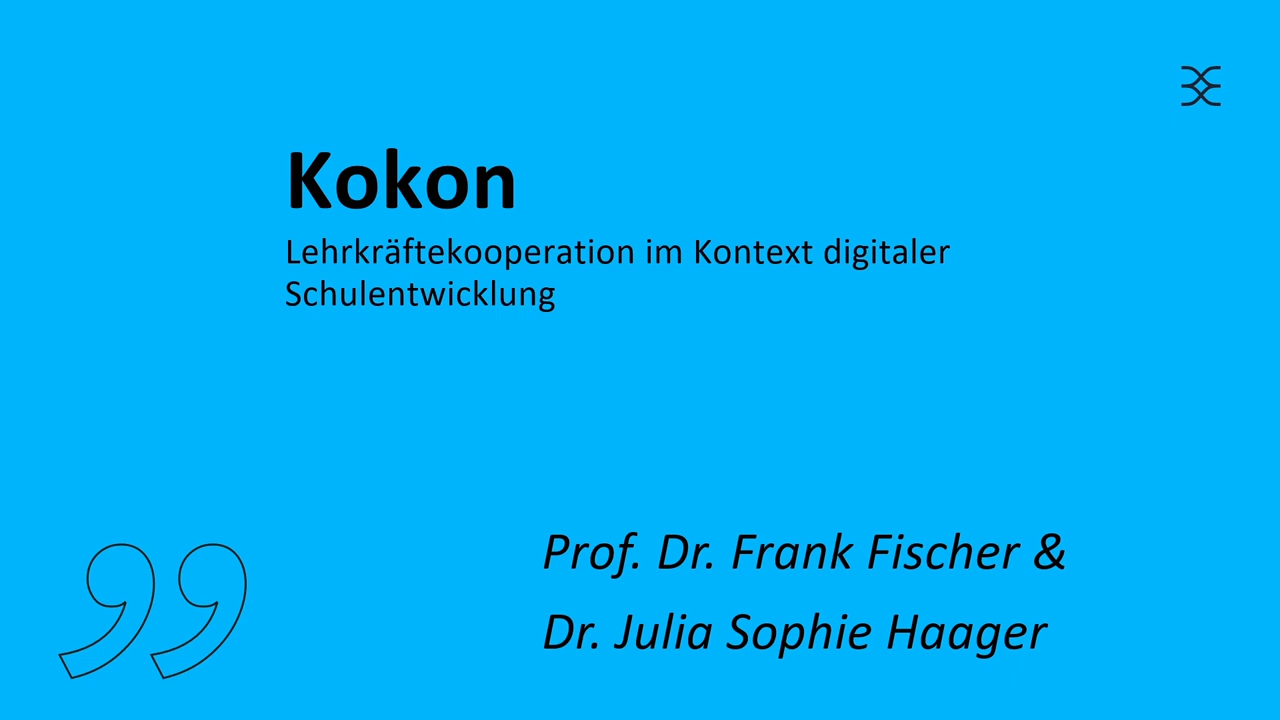 Kokon
Lehrkräftekooperation im Kontext digitaler
Schulentwicklung
Prof. Dr. Frank Fischer &
Dr. Julia Sophie Haager